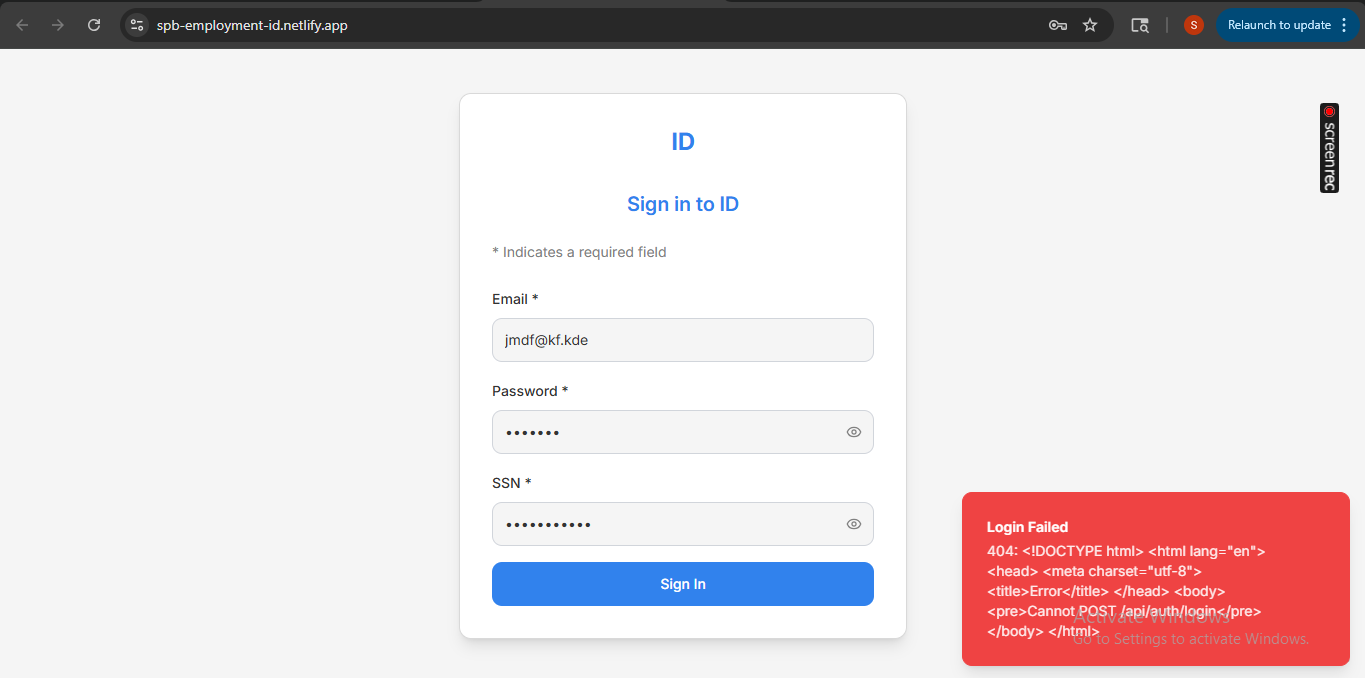 spb-employment-id.netlify.app
S
Relaunch to update
ID
Sign in to ID
* Indicates a required field
Email *
jmdf@kf.kde
Password *
•••••••
SSN *
•••••••••••
Sign In
screenrec
Login Failed
404: <!DOCTYPE html> <html lang="en">
<head> <meta charset="utf-8">
<title>Error</title> </head> <body>
<pre>Cannot POST /api/auth/login</pre>
</body> </html>
Activate Windows
Go to Settings to activate Windows.